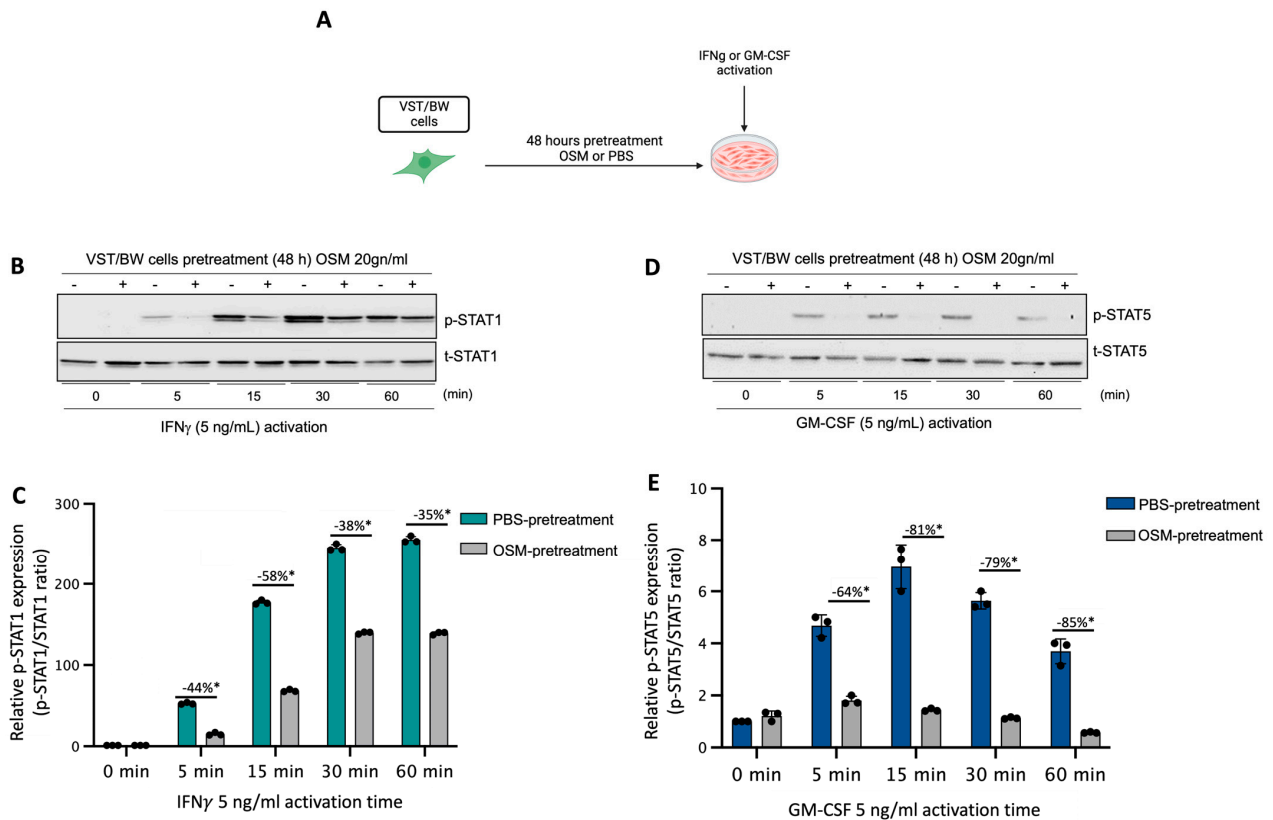 A
IFNg or GM-CSF
activation
VST/BW
cells
48 hours pretreatment
OSM or PBS
B
VST/BW cells pretreatment (48 h) OSM 20gn/ml
- + - + - + - + - +
p-STAT1
t-STAT1
0 5 15 30 60 (min)
IFNγ (5 ng/mL) activation
D
VST/BW cells pretreatment (48 h) OSM 20gn/ml
- + - + - + - + - +
p-STAT5
t-STAT5
0 5 15 30 60 (min)
GM-CSF (5 ng/mL) activation
C
Relative p-STAT1 expression
(p-STAT1/STAT1 ratio)
300
200
100
0
-44%*
-58%*
-38%*
-35%*
PBS-pretreatment
OSM-pretreatment
0 min 5 min 15 min 30 min 60 min
IFNγ 5 ng/ml activation time
E
Relative p-STAT5 expression
(p-STAT5/STAT5 ratio)
10
8
6
4
2
0
-64%*
-81%*
-79%*
-85%*
PBS-pretreatment
OSM-pretreatment
0 min 5 min 15 min 30 min 60 min
GM-CSF 5 ng/ml activation time